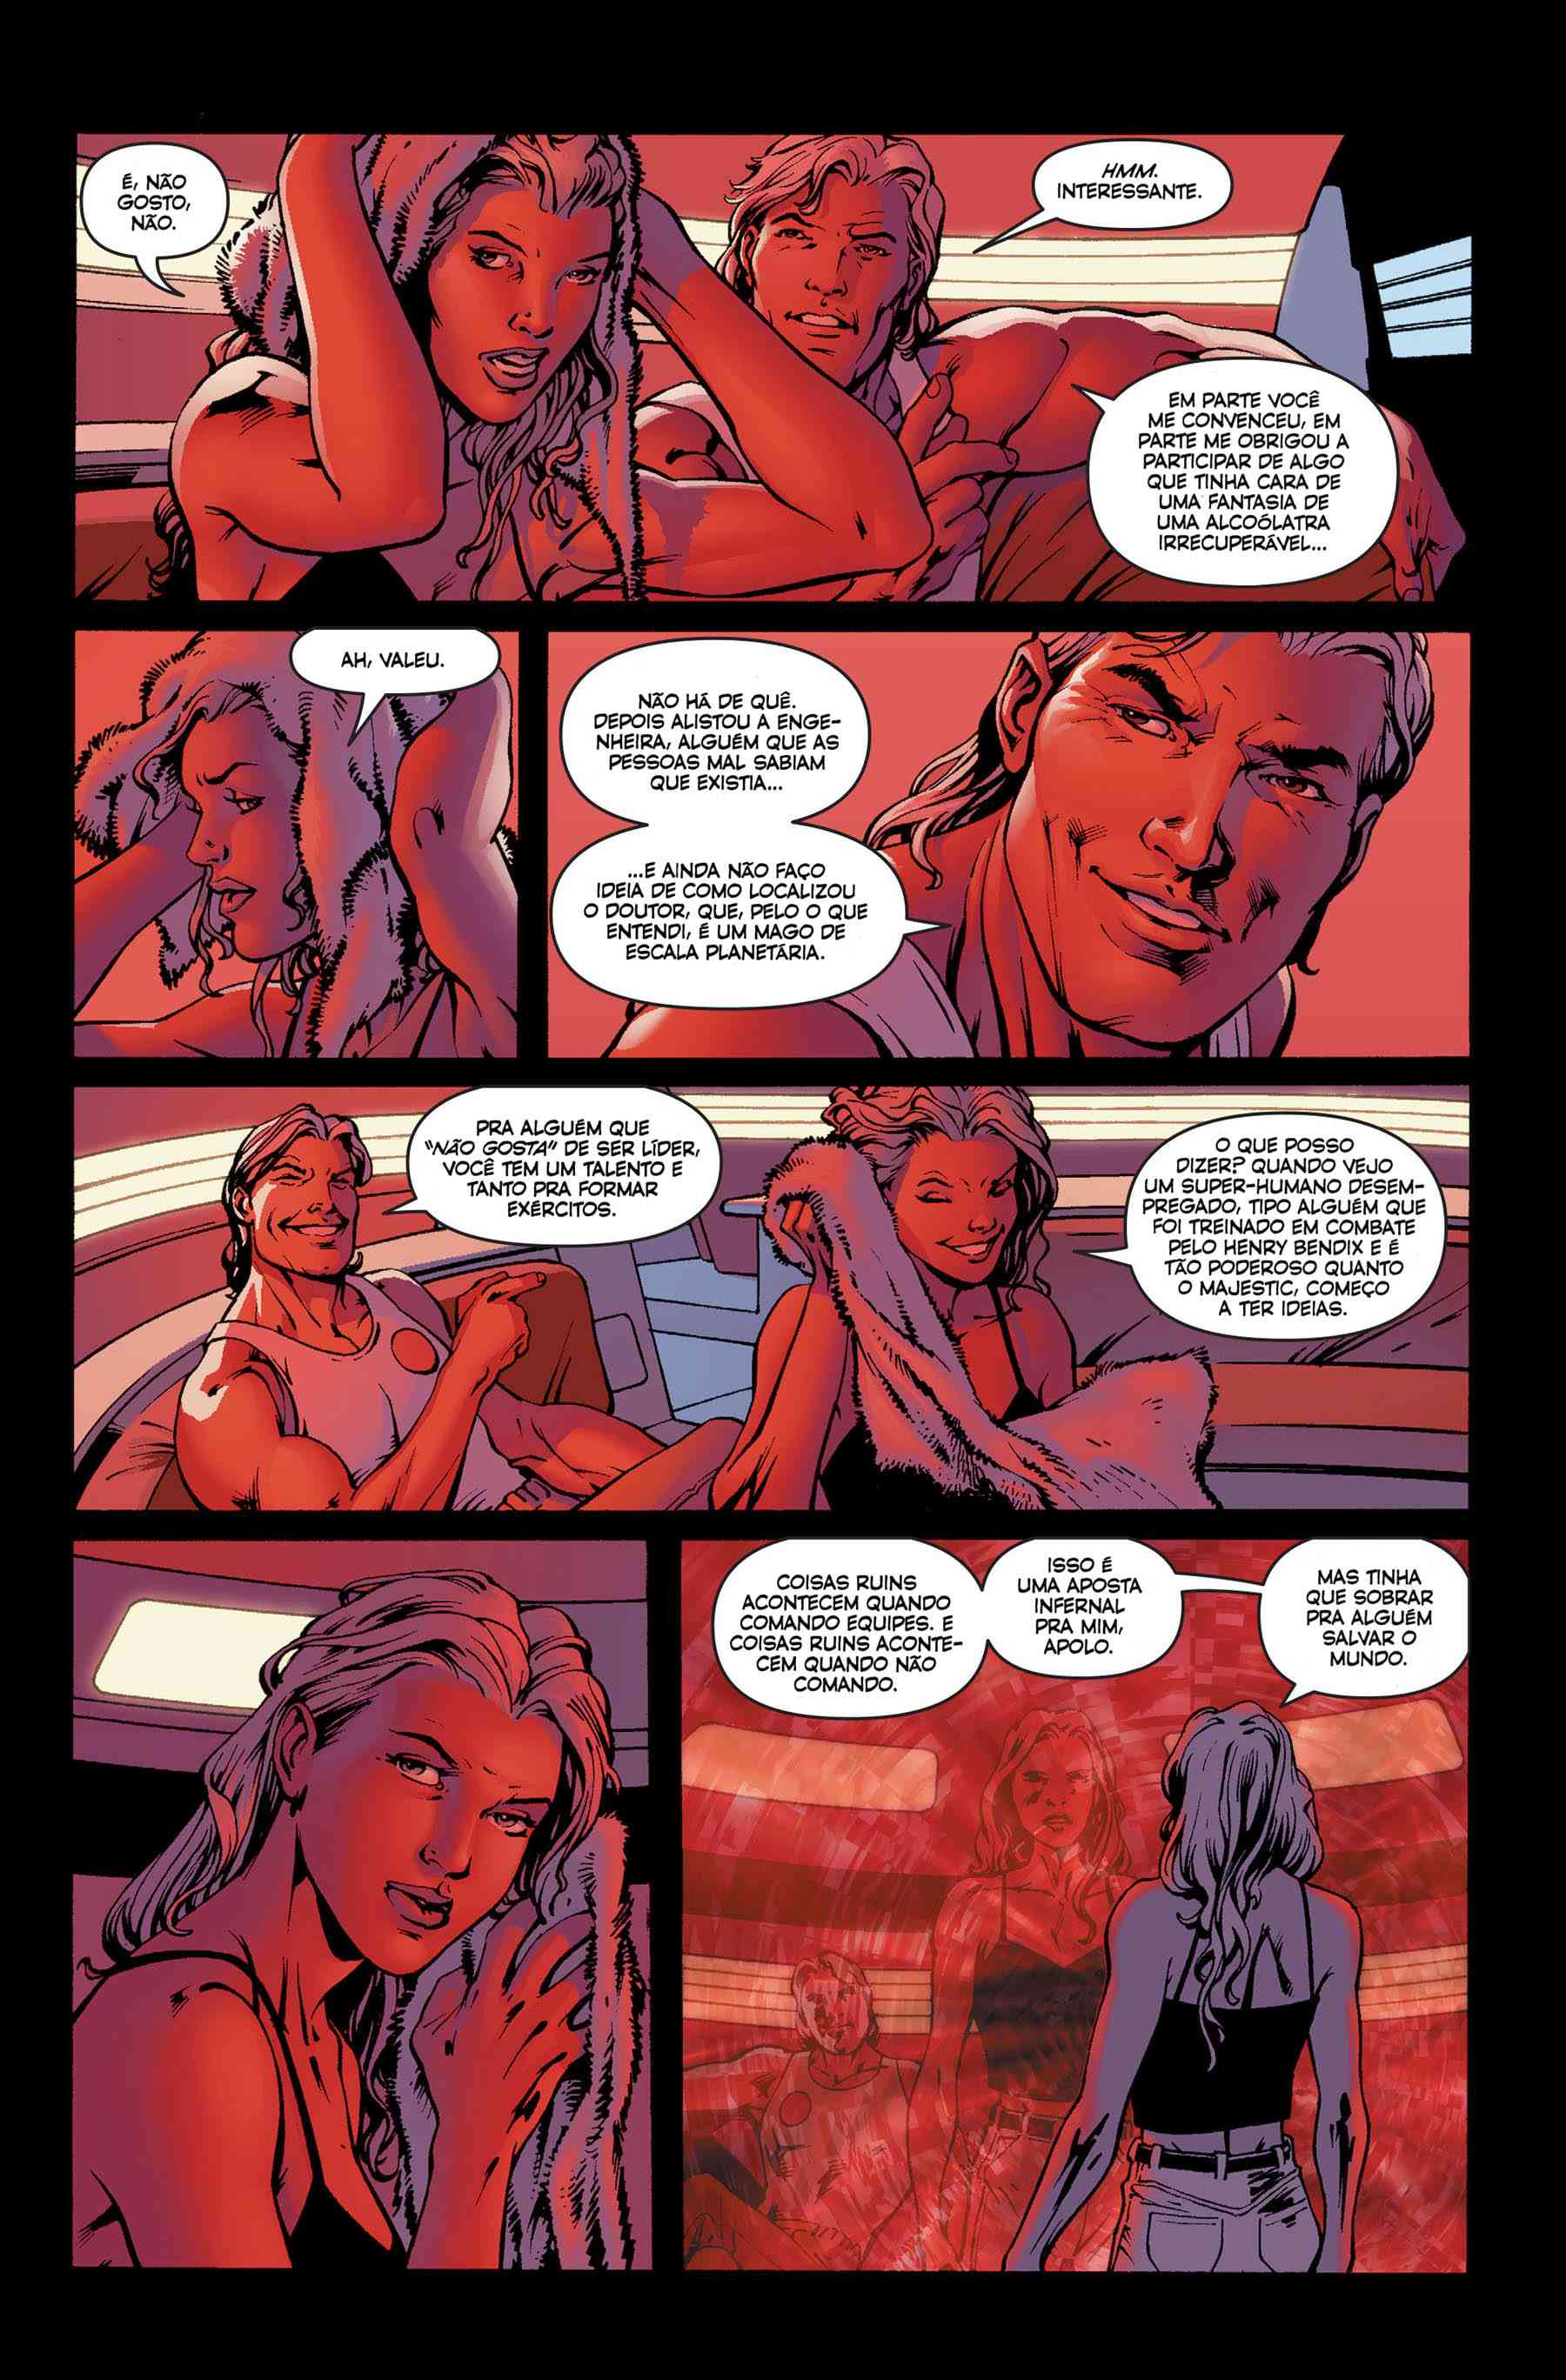 É, NÃO
GOSTO,
NÃO.
HMM.
INTERESSANTE.
EM PARTE VOCÊ
ME CONVENCEU, EM
PARTE ME OBRIGOU A
PARTICIPAR DE ALGO
QUE TINHA CARA DE
UMA FANTASIA DE
UMA ALCOÓLATRA
IRRECUPERÁVEL...
AH, VALEU.
NÃO HÁ DE QUÊ.
DEPOIS ALISTOU A ENGE-
NHEIRA, ALGUÉM QUE AS
PESSOAS MAL SABIAM
QUE EXISTIA...
...E AINDA NÃO FAÇO
IDEIA DE COMO LOCALIZOU
O DOUTOR, QUE, PELO O QUE
ENTENDI, É UM MAGO DE
ESCALA PLANETÁRIA.
PRA ALGUÉM QUE
"NÃO GOSTA" DE SER LÍDER,
VOCÊ TEM UM TALENTO E
TANTO PRA FORMAR
EXÉRCITOS.
O QUE POSSO
DIZER? QUANDO VEJO
UM SUPER-HUMANO DESEM-
PREGADO, TIPO ALGUÉM QUE
FOI TREINADO EM COMBATE
PELO HENRY BENDIX E É
TÃO PODEROSO QUANTO
O MAJESTIC, COMEÇO
A TER IDEIAS.
COISAS RUINS
ACONTECEM QUANDO
COMANDO EQUIPES. E
COISAS RUINS ACONTE-
CEM QUANDO NÃO
COMANDO.
ISSO É
UMA APOSTA
INFERNAL
PRA MIM,
APOLO.
MAS TINHA
QUE SOBRAR
PRA ALGUÉM
SALVAR O
MUNDO.